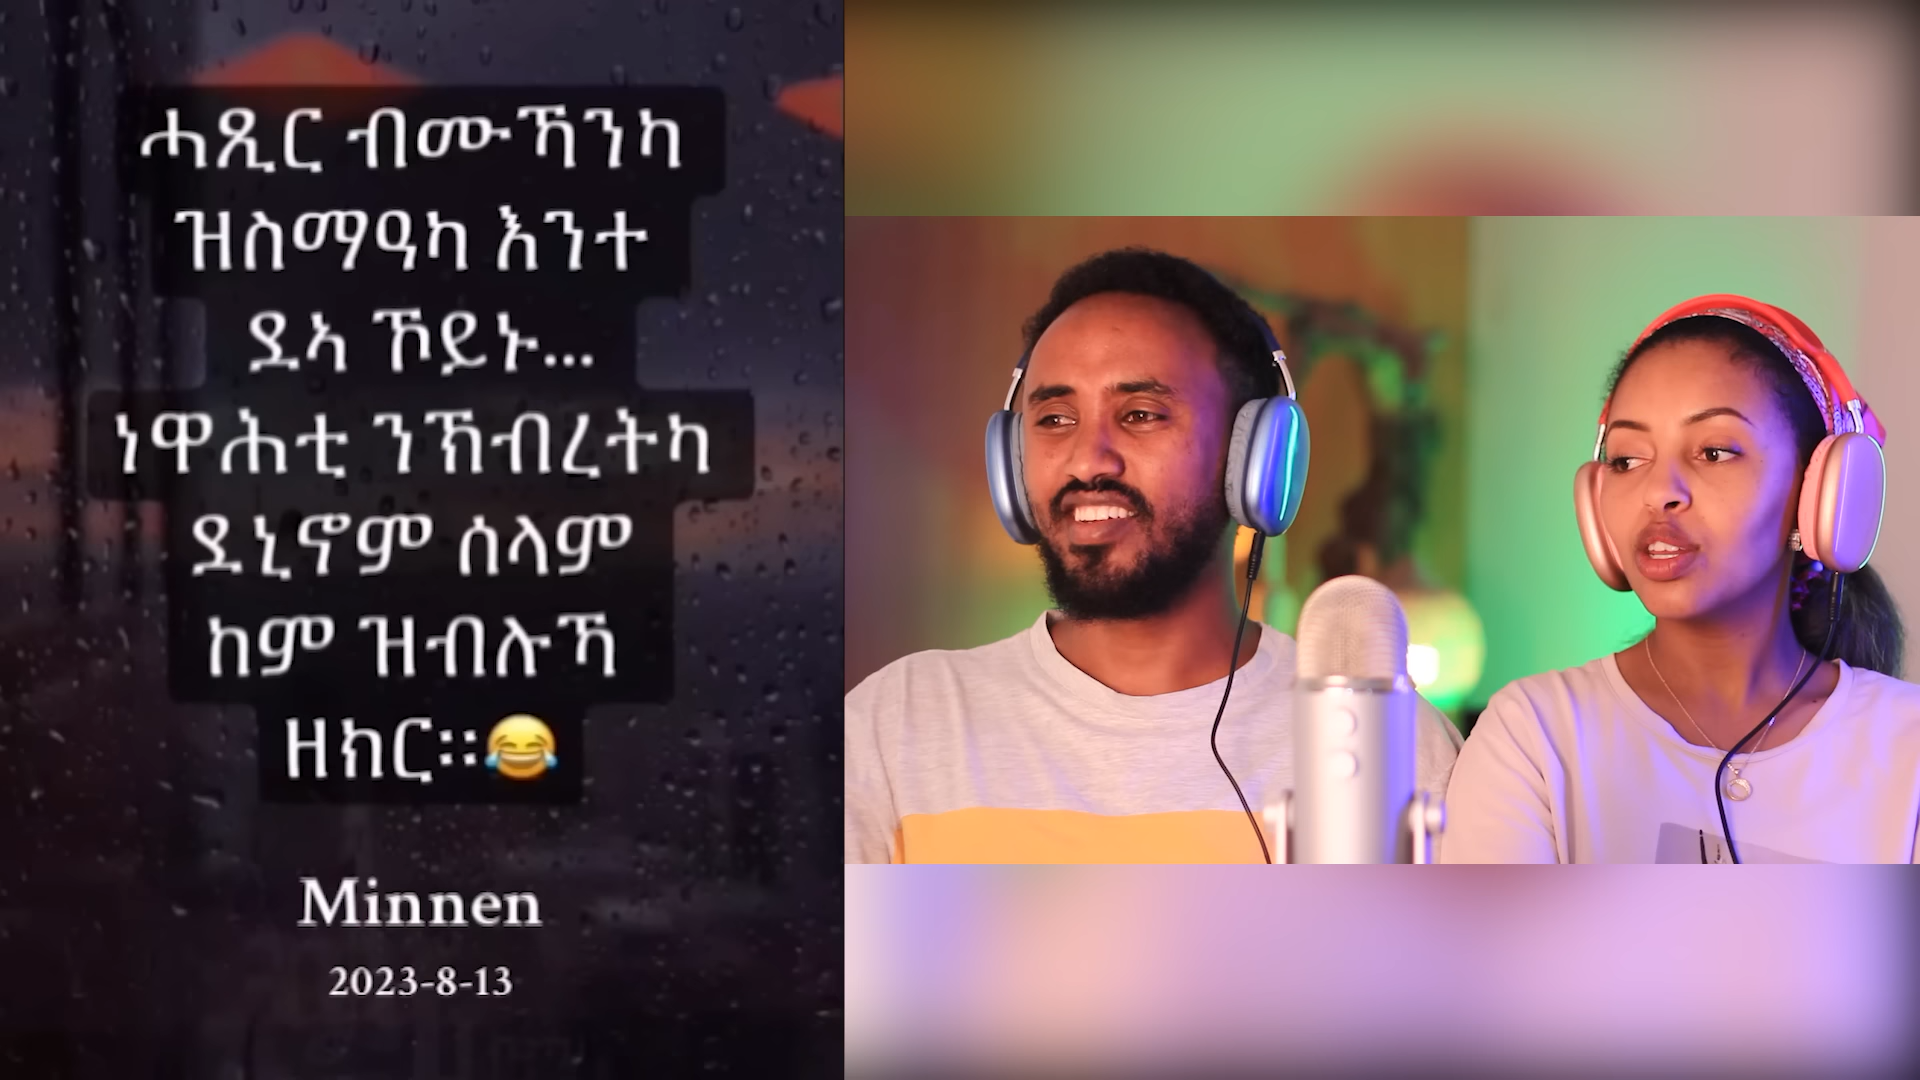 ሓጺር ብሙኻንካ
ዝስማዓካ እንተ
ደኣ ኾይኑ...
ነዋሕቲ ንኽብረትካ
ደኒኖም ሰላም
ከም ዝብሉኻ
ዘክር።😂
Minnen
2023-8-13